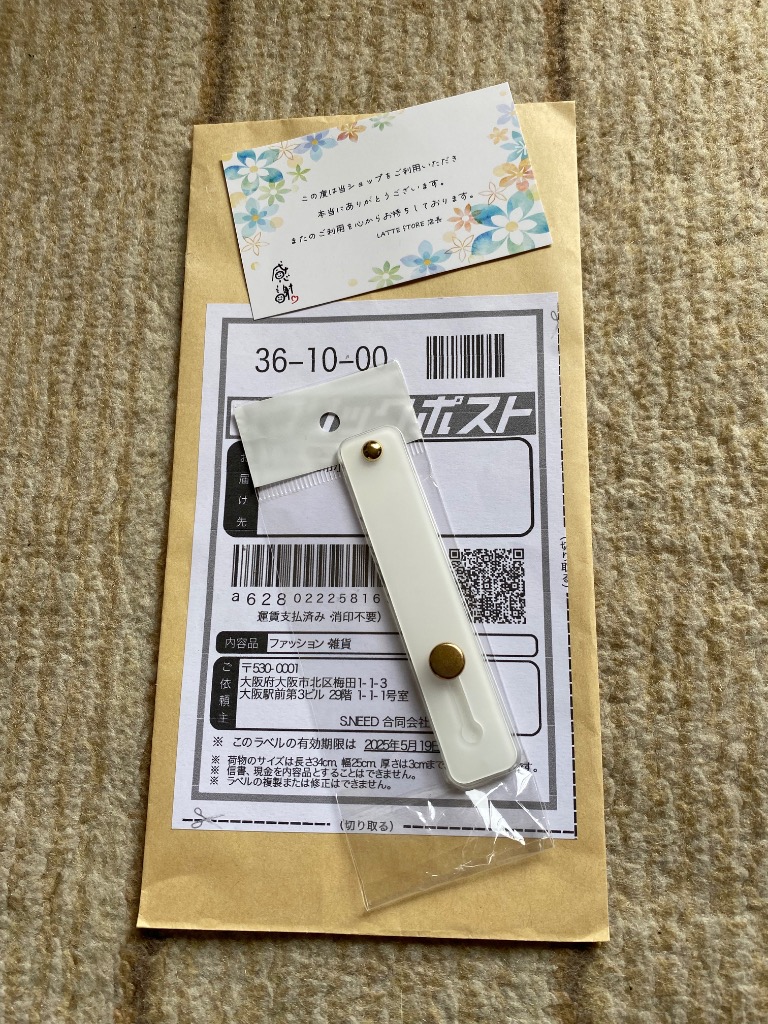 この度は当ショップをご利用いただき
本当にありがとうございます。
またのご利用を心からお待ちしております。
LATTE STORE 店長
感謝
36-10-00
ックポスト
お届け先
a628 02225816
運賃支払済み 消印不要)
内容品 ファッション 雑貨
ご依頼主
〒530-0001
大阪府大阪市北区梅田1-1-3
大阪駅前第3ビル 29階 1-1-1号室
S.NEED 合同会社
※ このラベルの有効期限は 2025年5月19日
※ 荷物のサイズは長さ34cm, 幅25cm, 厚さは3cmまで です。
※ 信書、現金を内容品とすることはできません。
※ ラベルの複製または修正はできません。
(切り取る)
(切り取る)